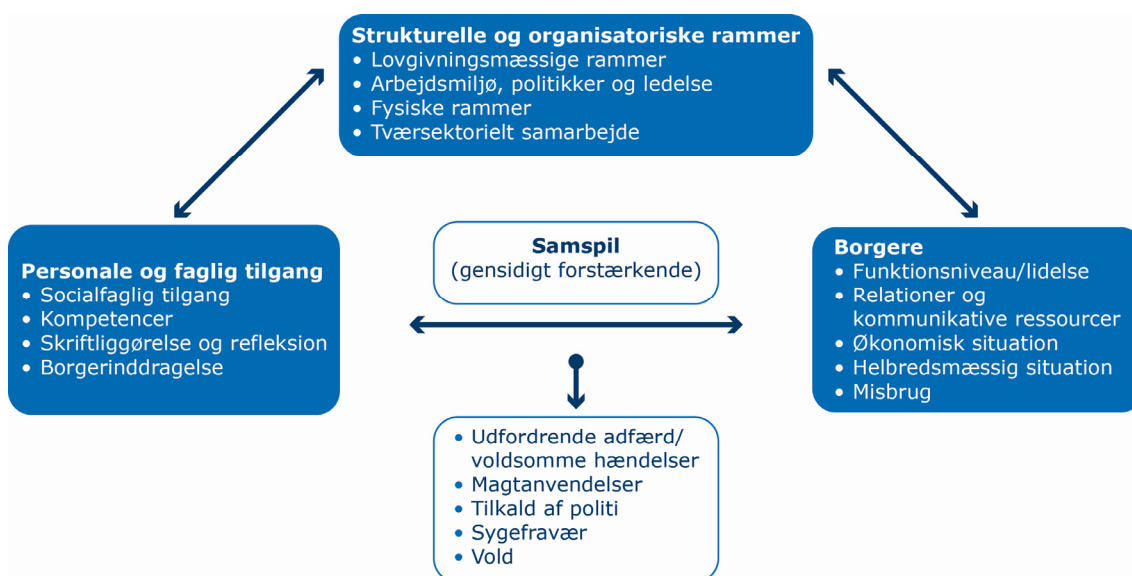 Strukturelle og organisatoriske rammer
• Lovgivningsmæssige rammer
• Arbejdsmiljø, politikker og ledelse
• Fysiske rammer
• Tværsektorielt samarbejde
Personale og faglig tilgang
• Socialfaglig tilgang
• Kompetencer
• Skriftliggørelse og refleksion
• Borgerinddragelse
Samspil
(gensidigt forstærkende)
Borgere
• Funktionsniveau/lidelse
• Relationer og
kommunikative ressourcer
• Økonomisk situation
• Helbredsmæssig situation
• Misbrug
• Udfordrende adfærd/
voldsomme hændelser
• Magtanvendelser
• Tilkald af politi
• Sygefravær
• Vold